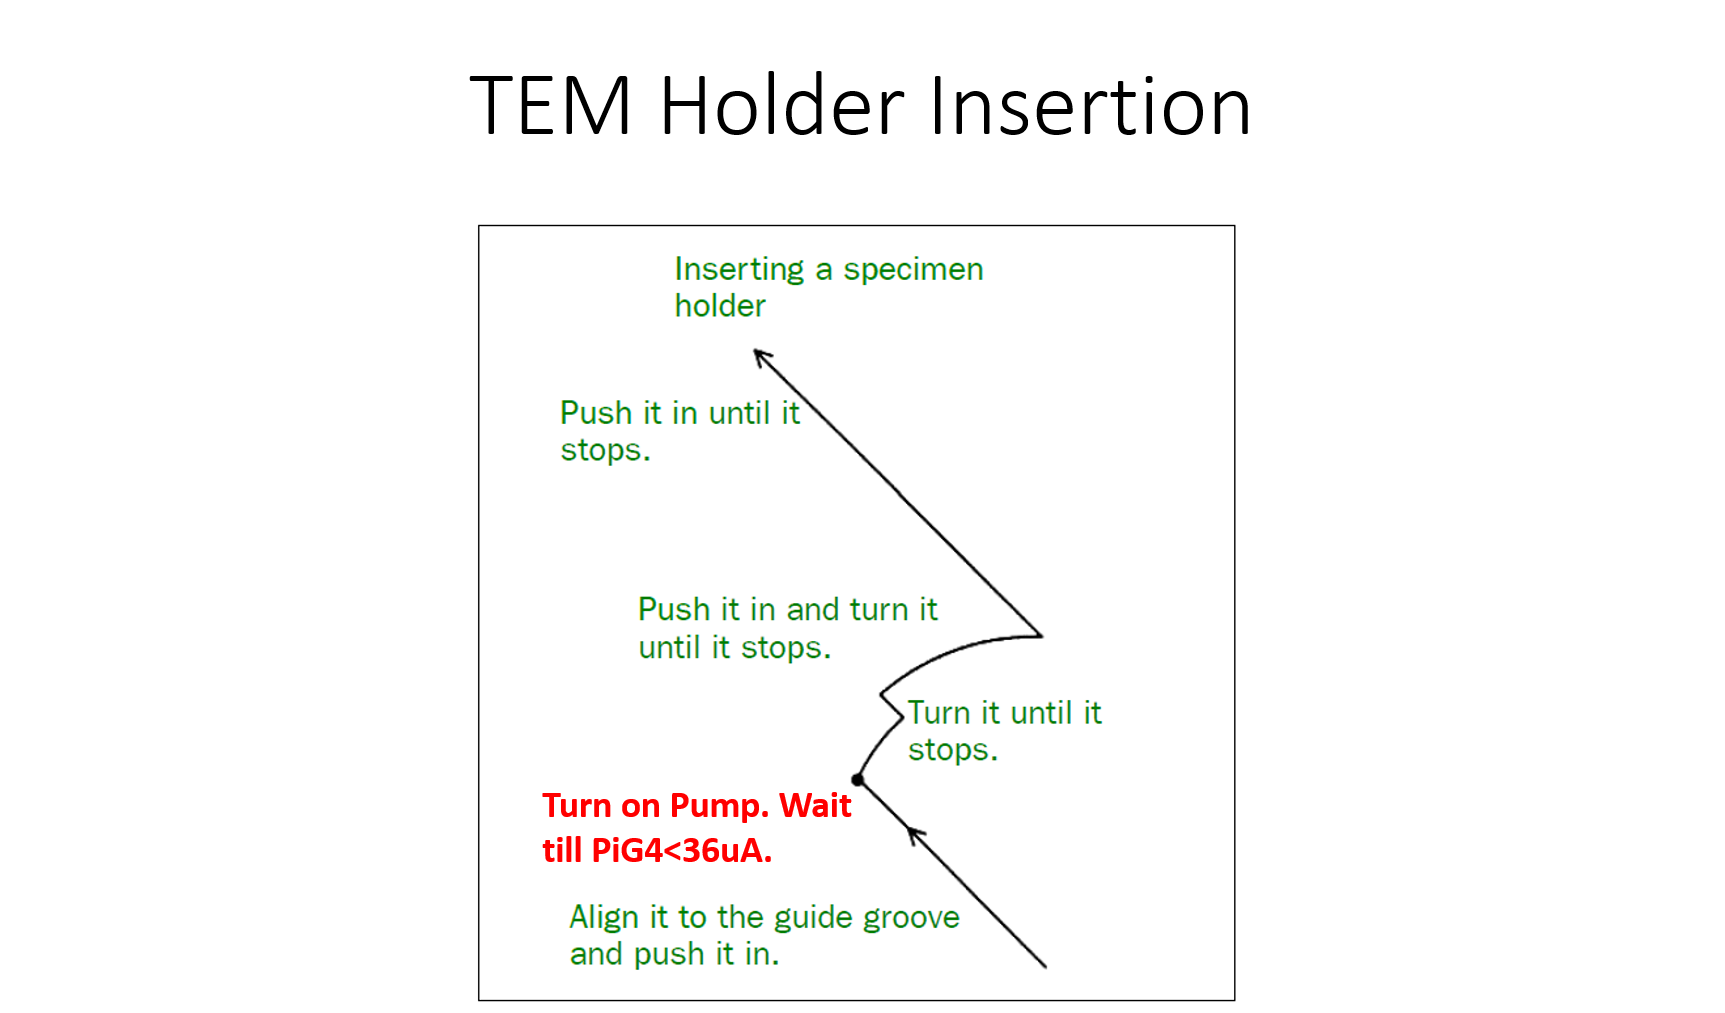 TEM Holder Insertion
Inserting a specimen
holder
Push it in until it
stops.
Push it in and turn it
until it stops.
Turn it until it
stops.
Turn on Pump. Wait
till PiG4<36uA.
Align it to the guide groove
and push it in.